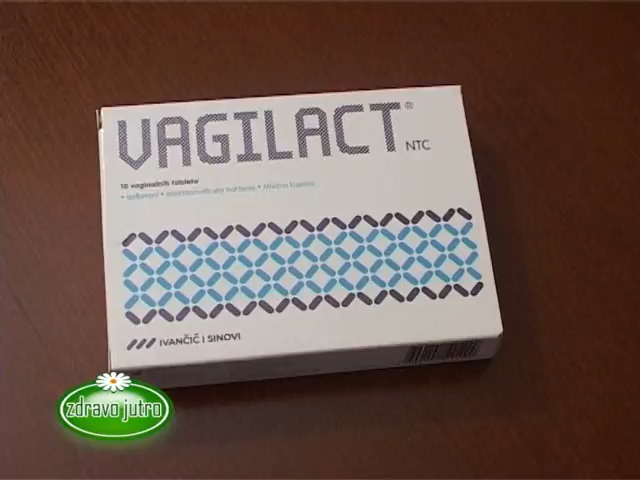 VAGILACT®
NTC
10 vaginalnih tableta
IVANČIĆ I SINOVI
zdravo jutro